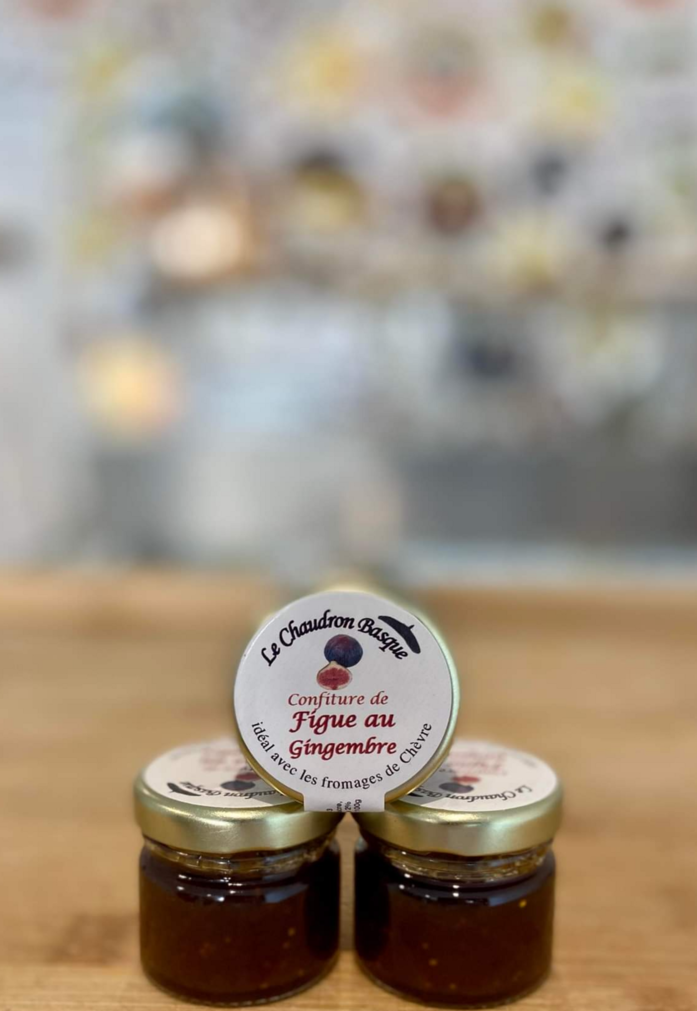 Le Chaudron Basque
Confiture de
Figue au
Gingembre
idéal avec les fromages de Chèvre